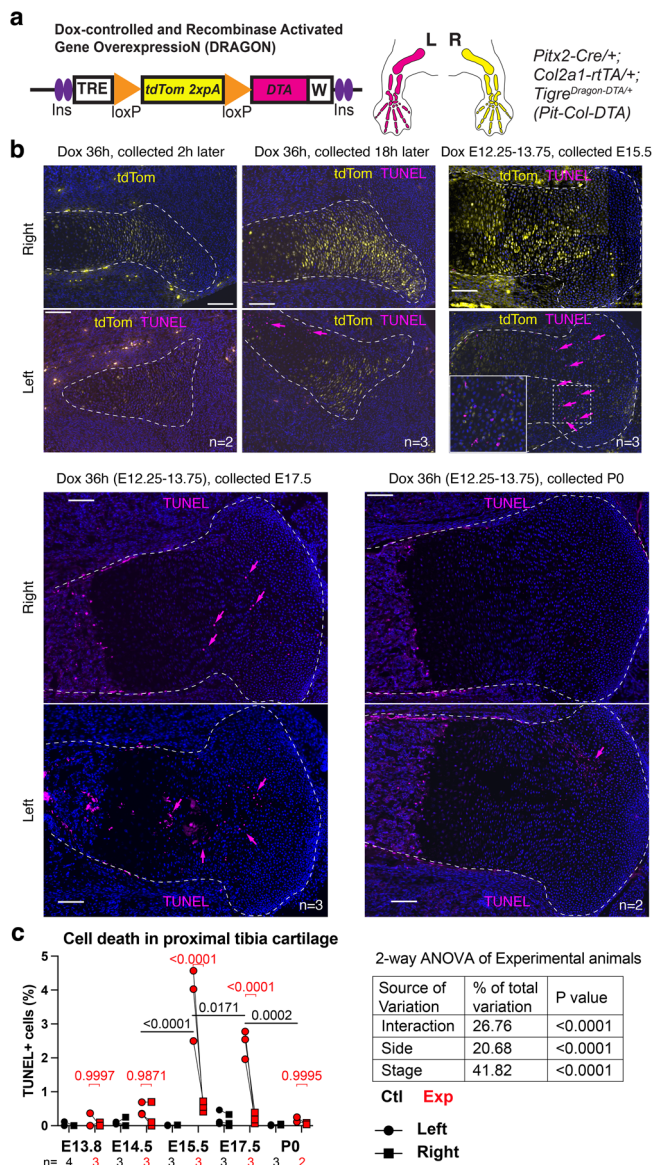 a
Dox-controlled and Recombinase Activated
Gene OverexpressioN (DRAGON)
TRE
tdTom 2xpA
DTA
W
Ins
loxP
loxP
Ins
L R
Pitx2-Cre/+;
Col2a1-rtTA/+;
Tigre^Dragon-DTA/+
(Pit-Col-DTA)
b
Dox 36h, collected 2h later
Dox 36h, collected 18h later
Dox E12.25-13.75, collected E15.5
Right
tdTom
tdTom TUNEL
tdTom TUNEL
Left
tdTom TUNEL
tdTom TUNEL
tdTom TUNEL
n=2
n=3
n=3
Dox 36h (E12.25-13.75), collected E17.5
Dox 36h (E12.25-13.75), collected P0
Right
TUNEL
TUNEL
Left
TUNEL
n=3
TUNEL
n=2
c
Cell death in proximal tibia cartilage
TUNEL+ cells (%)
5
4
3
2
1
0
<0.0001
<0.0001
0.0171
<0.0001
0.0002
0.9997
0.9871
0.9995
E13.8 E14.5 E15.5 E17.5 P0
n= 4 3 3 3 3 3 3 3 3 2
2-way ANOVA of Experimental animals
Source of Variation | % of total variation | P value
Interaction | 26.76 | <0.0001
Side | 20.68 | <0.0001
Stage | 41.82 | <0.0001
Ctl Exp
Left
Right